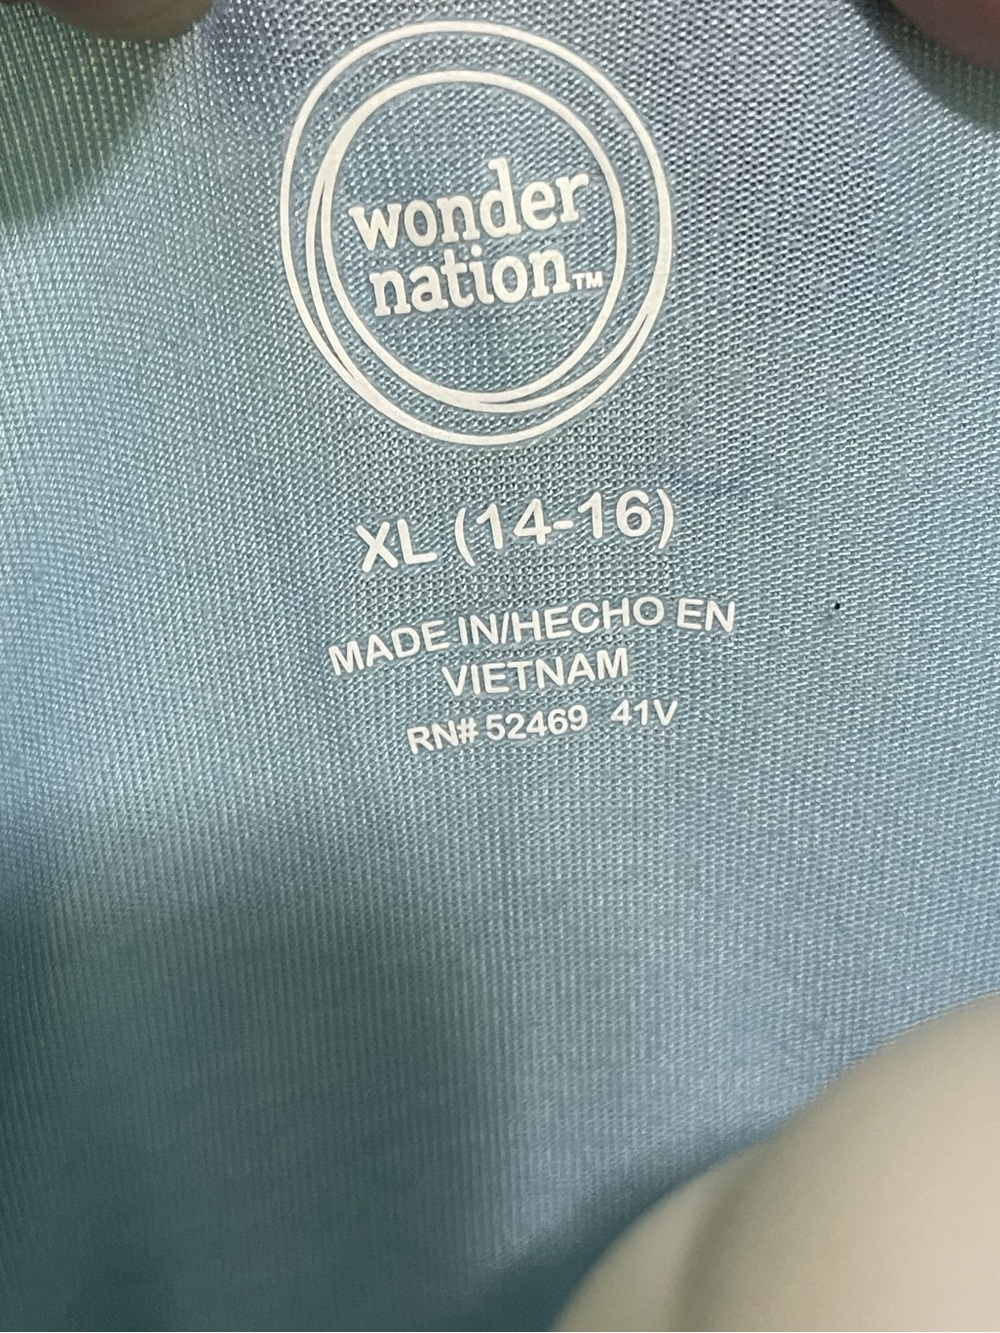 wonder
nation™
XL (14-16)
MADE IN/HECHO EN
VIETNAM
RN# 52469 41V